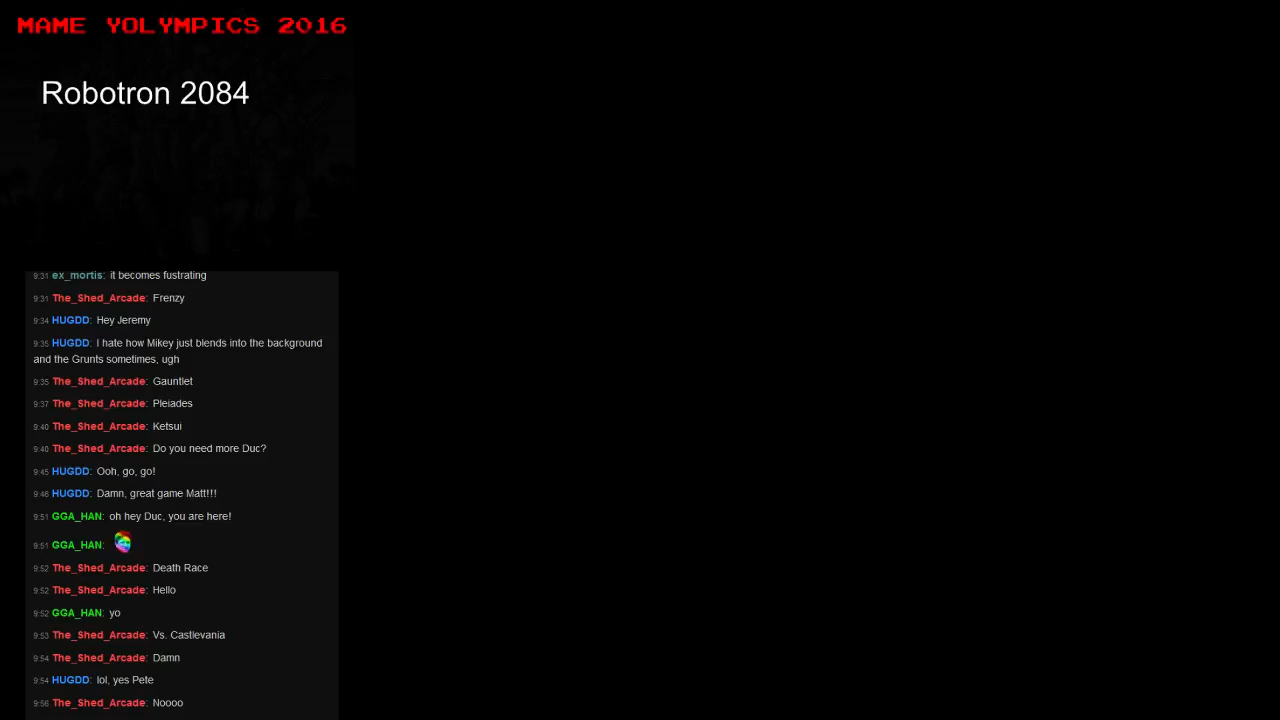 MAME YOLYMPICS 2016
Robotron 2084
9:31 ex_mortis: it becomes fustrating
9:31 The_Shed_Arcade: Frenzy
9:34 HUGDD: Hey Jeremy
9:35 HUGDD: I hate how Mikey just blends into the background
and the Grunts sometimes, ugh
9:35 The_Shed_Arcade: Gauntlet
9:37 The_Shed_Arcade: Pleiades
9:40 The_Shed_Arcade: Ketsui
9:40 The_Shed_Arcade: Do you need more Duc?
9:45 HUGDD: Ooh, go, go!
9:46 HUGDD: Damn, great game Matt!!!
9:51 GGA_HAN: oh hey Duc, you are here!
9:51 GGA_HAN:
9:52 The_Shed_Arcade: Death Race
9:52 The_Shed_Arcade: Hello
9:52 GGA_HAN: yo
9:53 The_Shed_Arcade: Vs. Castlevania
9:54 The_Shed_Arcade: Damn
9:54 HUGDD: lol, yes Pete
9:56 The_Shed_Arcade: Noooo